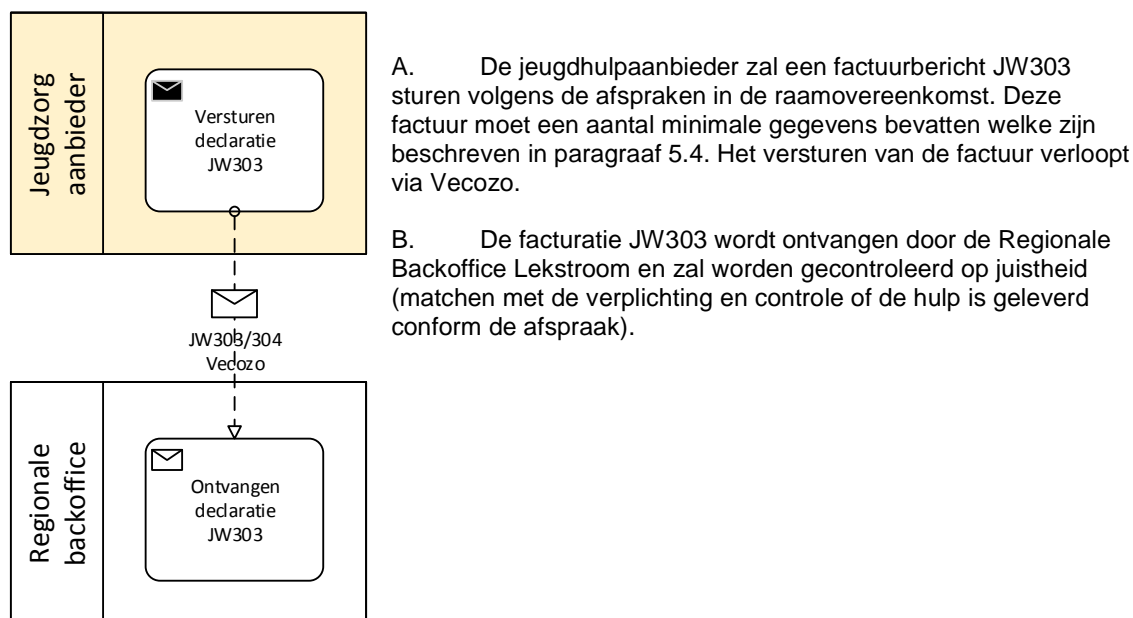 Jeugdzorg
aanbieder
Versturen
declaratie
JW303
JW303/304
Vecozo
Regionale
backoffice
Ontvangen
declaratie
JW303
A. De jeugdhulpaanbieder zal een factuurbericht JW303
sturen volgens de afspraken in de raamovereenkomst. Deze
factuur moet een aantal minimale gegevens bevatten welke zijn
beschreven in paragraaf 5.4. Het versturen van de factuur verloopt
via Vecozo.
B. De facturatie JW303 wordt ontvangen door de Regionale
Backoffice Lekstroom en zal worden gecontroleerd op juistheid
(matchen met de verplichting en controle of de hulp is geleverd
conform de afspraak).